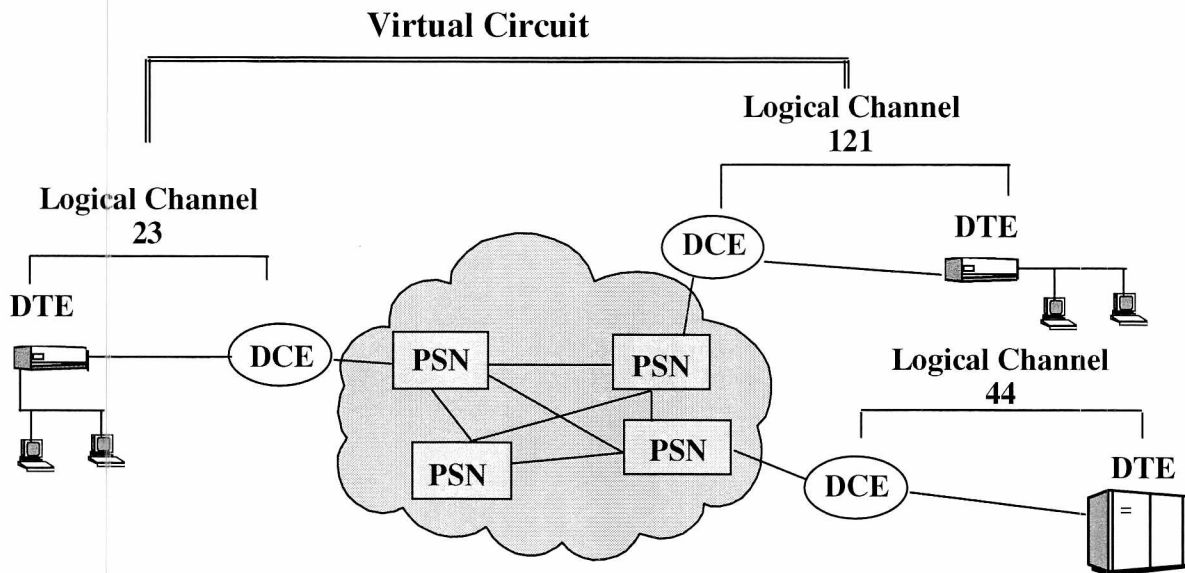 Virtual Circuit
Logical Channel
121
Logical Channel
23
DCE
DTE
DTE
DCE
PSN
PSN
Logical Channel
44
PSN
PSN
DCE
DTE